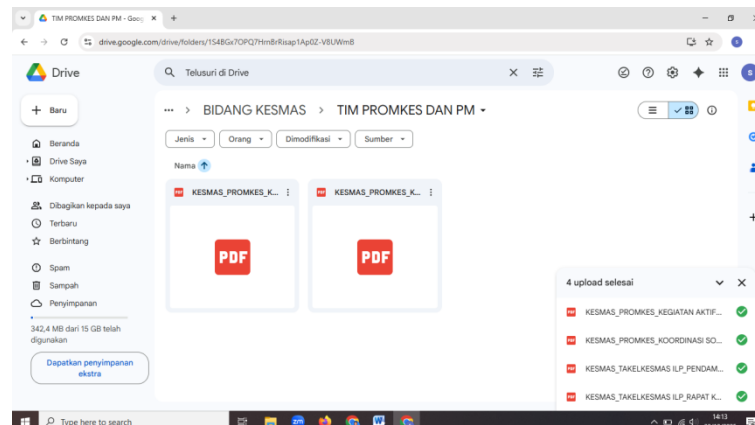 TIM PROMKES DAN PM - Goog
drive.google.com/drive/folders/1S4BGx7OPQ7HmBrRisap1Ap0Z-V8UWmB
Drive
Telusuri di Drive
Baru
BIDANG KESMAS > TIM PROMKES DAN PM
Jenis Orang Dimodifikasi Sumber
Nama
Beranda
Drive Saya
Komputer
Dibagikan kepada saya
Terbaru
Berbintang
Spam
Sampah
Penyimpanan
342,4 MB dari 15 GB telah
digunakan
Dapatkan penyimpanan
ekstra
KESMAS_PROMKES_K...
KESMAS_PROMKES_K...
PDF
PDF
4 upload selesai
KESMAS_PROMKES_KEGIATAN AKTIF...
KESMAS_PROMKES_KOORDINASI SO...
KESMAS_TAKELKESMAS ILP_PENDAM...
KESMAS_TAKELKESMAS ILP_RAPAT K...
Type here to search
14:13